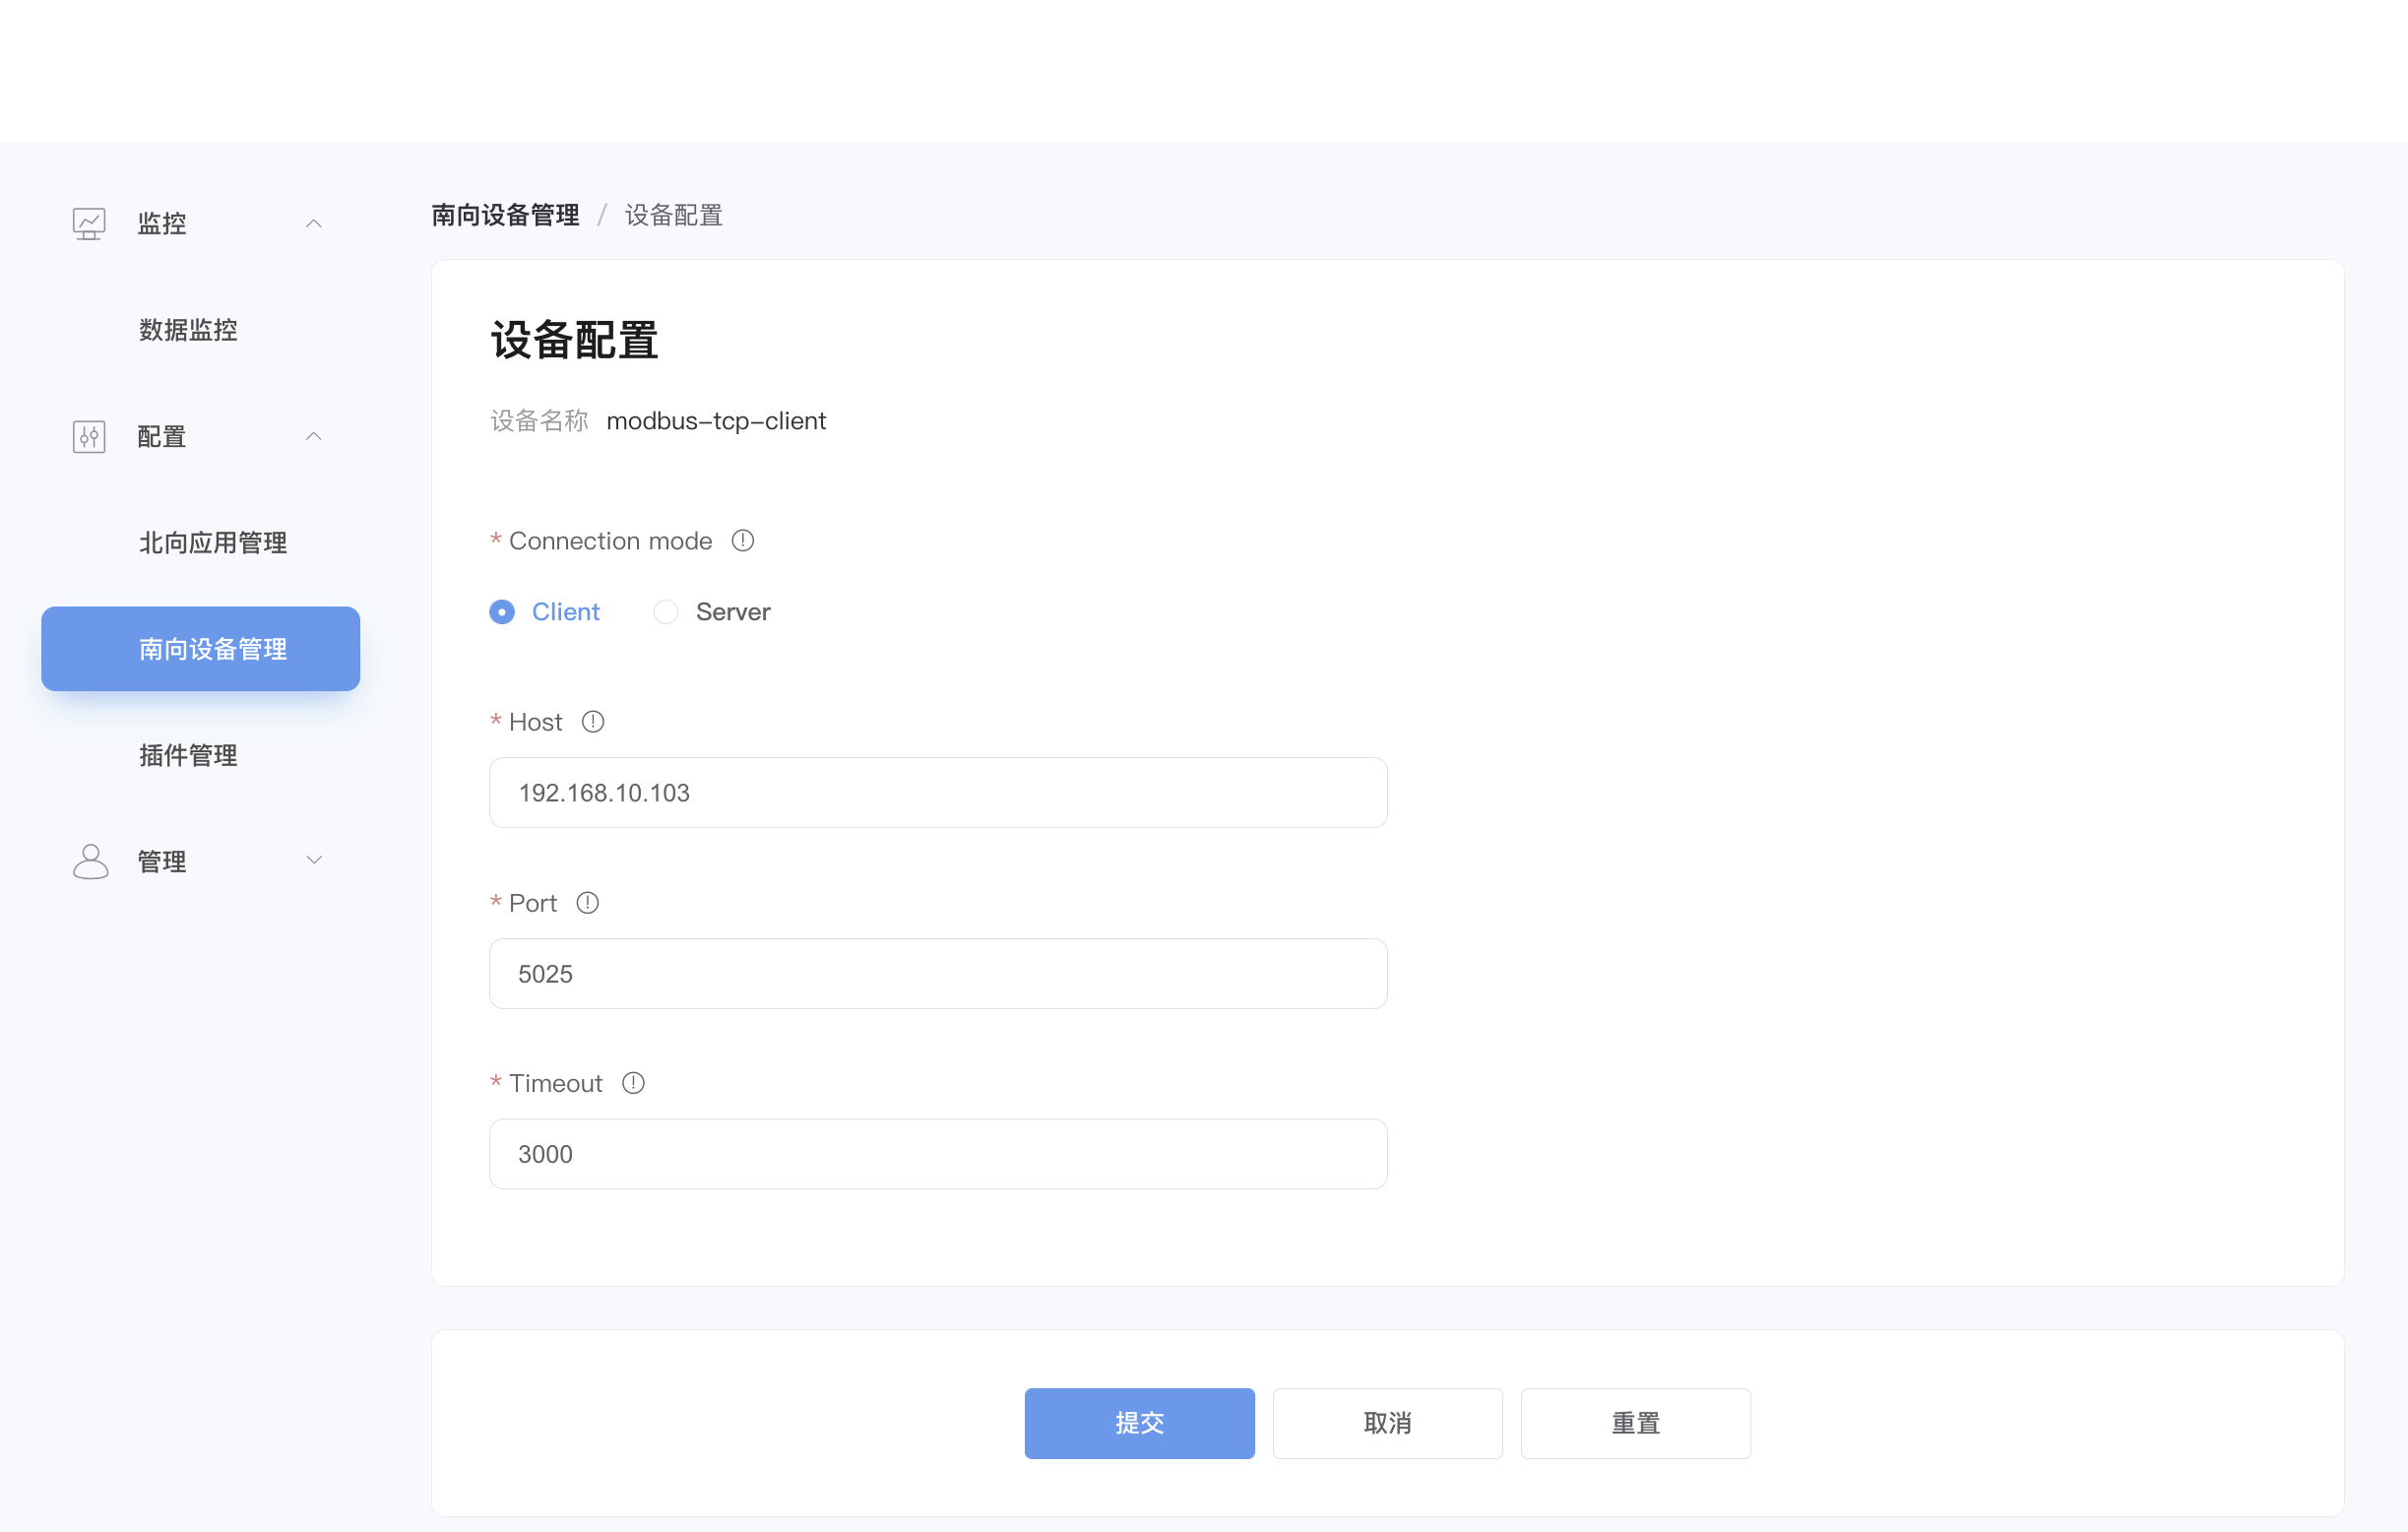 监控
数据监控
配置
北向应用管理
南向设备管理
插件管理
管理
南向设备管理 / 设备配置
设备配置
设备名称 modbus-tcp-client
* Connection mode
Client Server
* Host
192.168.10.103
* Port
5025
* Timeout
3000
提交 取消 重置